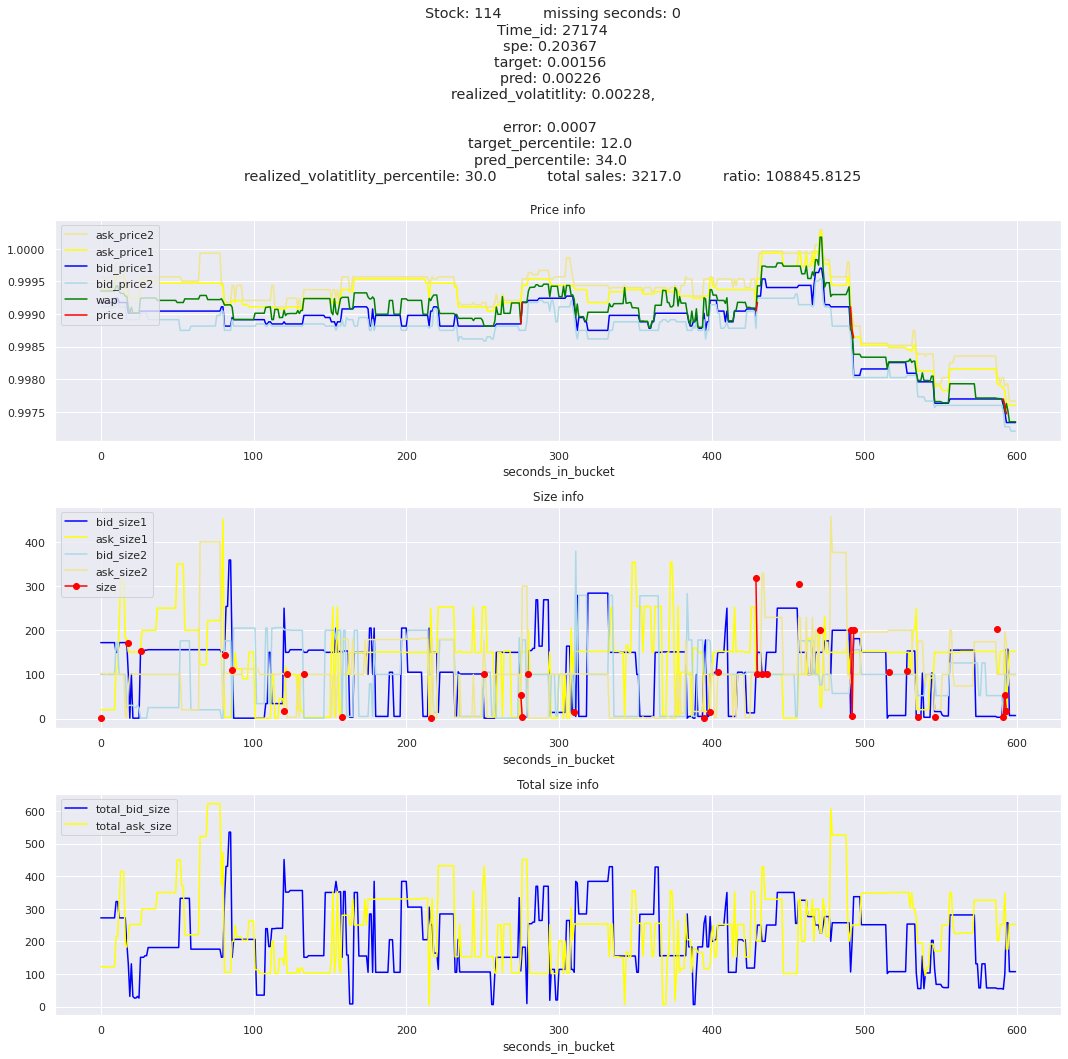 Stock: 114 missing seconds: 0
Time_id: 27174
spe: 0.20367
target: 0.00156
pred: 0.00226
realized_volatitlity: 0.00228,
error: 0.0007
target_percentile: 12.0
pred_percentile: 34.0
realized_volatitlity_percentile: 30.0 total sales: 3217.0 ratio: 108845.8125
Price info
ask_price2
ask_price1
bid_price1
bid_price2
wap
price
1.0000
0.9995
0.9990
0.9985
0.9980
0.9975
0 100 200 300 400 500 600
seconds_in_bucket
Size info
bid_size1
ask_size1
bid_size2
ask_size2
size
400
300
200
100
0
0 100 200 300 400 500 600
seconds_in_bucket
Total size info
total_bid_size
total_ask_size
600
500
400
300
200
100
0
0 100 200 300 400 500 600
seconds_in_bucket